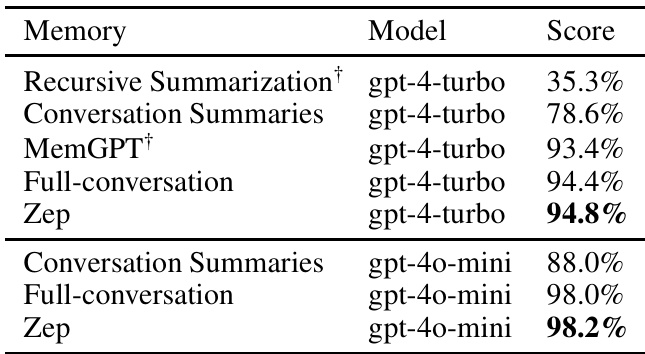 Memory Model Score
Recursive Summarization† gpt-4-turbo 35.3%
Conversation Summaries gpt-4-turbo 78.6%
MemGPT† gpt-4-turbo 93.4%
Full-conversation gpt-4-turbo 94.4%
Zep gpt-4-turbo 94.8%
Conversation Summaries gpt-4o-mini 88.0%
Full-conversation gpt-4o-mini 98.0%
Zep gpt-4o-mini 98.2%